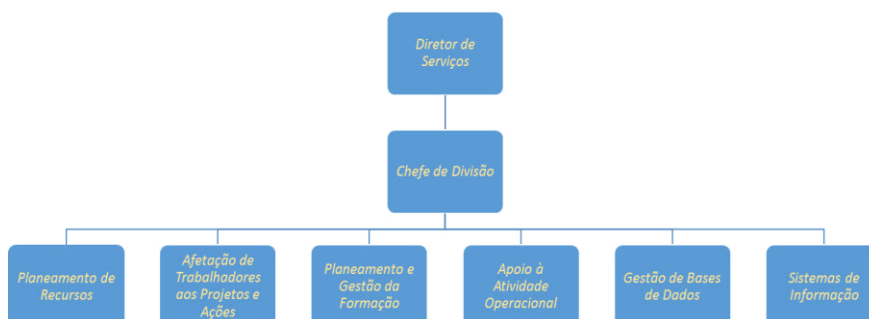 Diretor de
Serviços
Chefe de Divisão
Planeamento de
Recursos
Afetação de
Trabalhadores
aos Projetos e
Ações
Planeamento e
Gestão da
Formação
Apoio à
Atividade
Operacional
Gestão de Bases
de Dados
Sistemas de
Informação